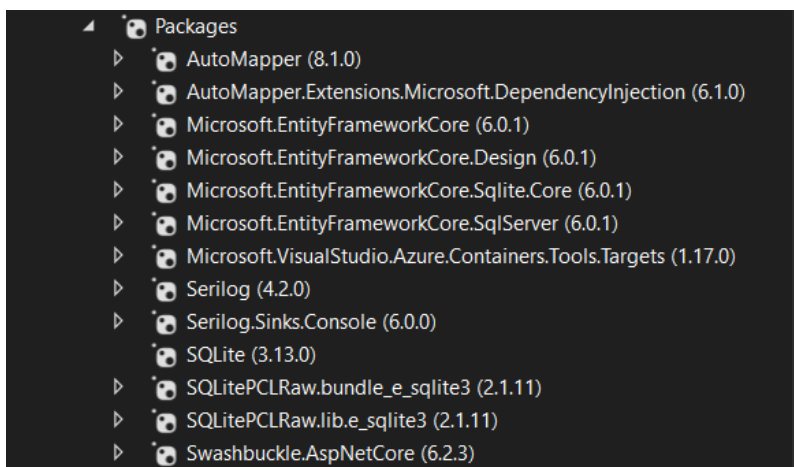 Packages
AutoMapper (8.1.0)
AutoMapper.Extensions.Microsoft.DependencyInjection (6.1.0)
Microsoft.EntityFrameworkCore (6.0.1)
Microsoft.EntityFrameworkCore.Design (6.0.1)
Microsoft.EntityFrameworkCore.Sqlite.Core (6.0.1)
Microsoft.EntityFrameworkCore.SqlServer (6.0.1)
Microsoft.VisualStudio.Azure.Containers.Tools.Targets (1.17.0)
Serilog (4.2.0)
Serilog.Sinks.Console (6.0.0)
SQLite (3.13.0)
SQLitePCLRaw.bundle_e_sqlite3 (2.1.11)
SQLitePCLRaw.lib.e_sqlite3 (2.1.11)
Swashbuckle.AspNetCore (6.2.3)